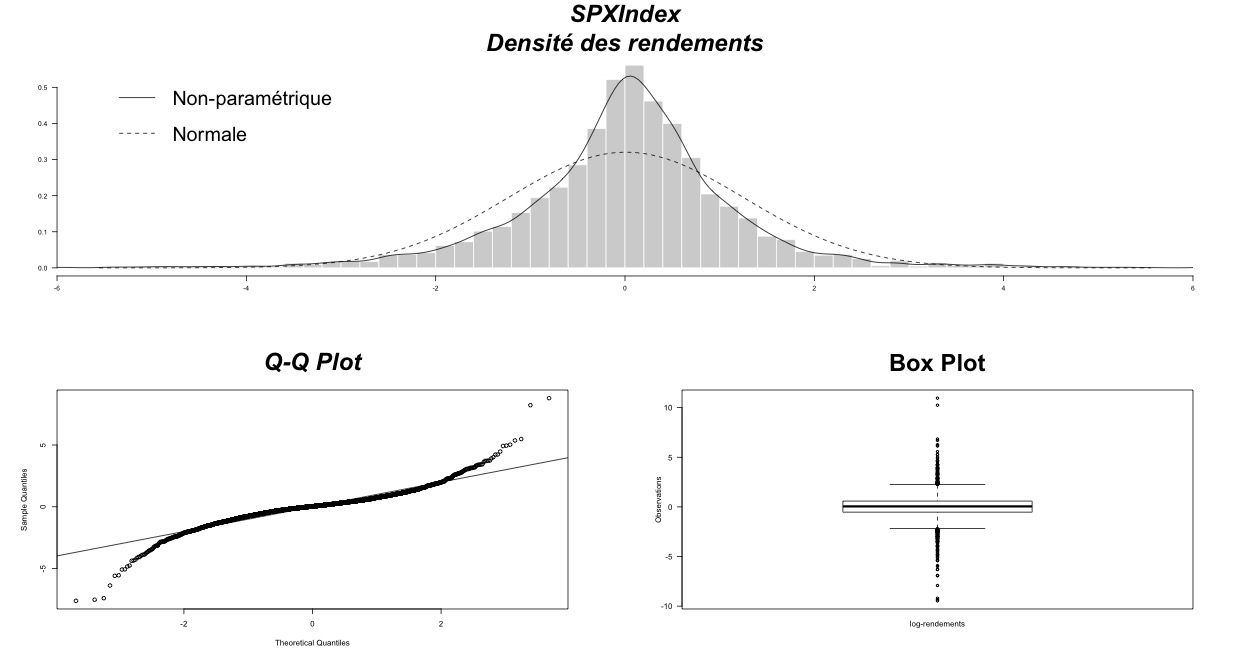 SPXIndex
Densité des rendements
Non-paramétrique
Normale
0.5
0.4
0.3
0.2
0.1
0.0
-6 -4 -2 0 2 4 6
Q-Q Plot
Sample Quantiles
5
0
-5
-2 0 2
Theoretical Quantiles
Box Plot
Observations
10
5
0
-5
-10
log-rendements